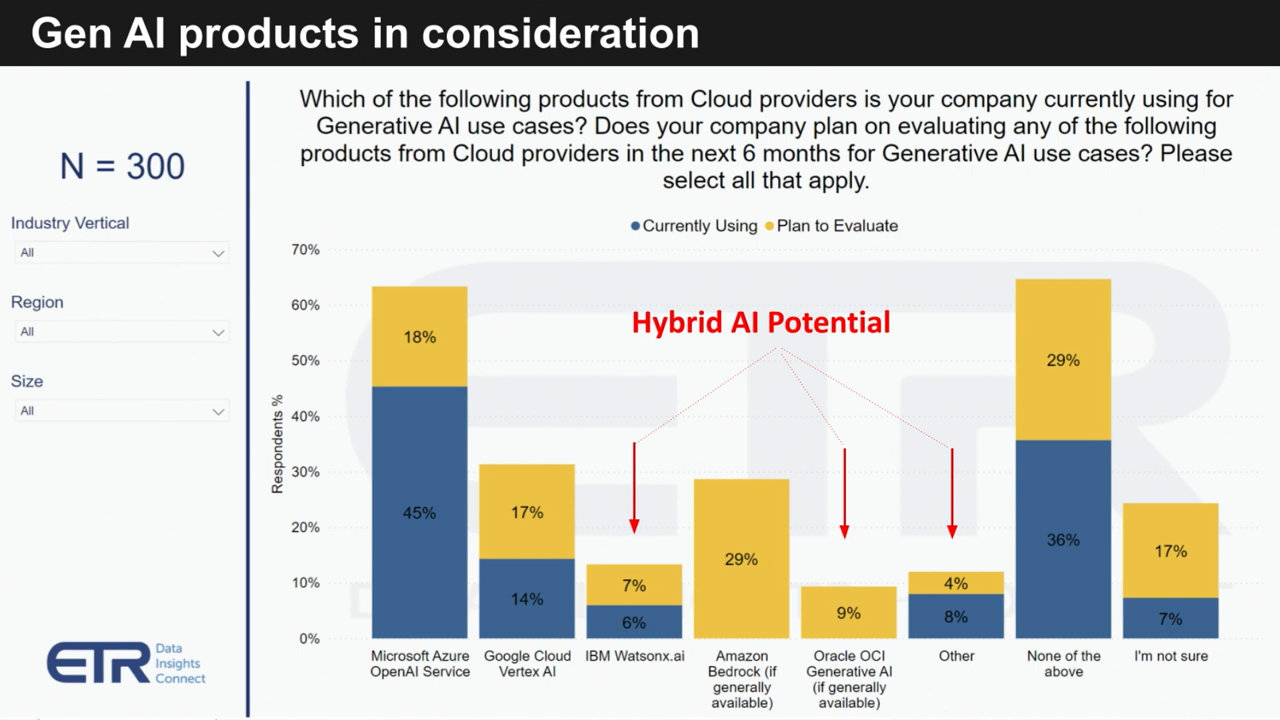 Gen AI products in consideration
N = 300
Industry Vertical
All
Region
All
Size
All
ETR Data
Insights
Connect
Which of the following products from Cloud providers is your company currently using for
Generative AI use cases? Does your company plan on evaluating any of the following
products from Cloud providers in the next 6 months for Generative AI use cases? Please
select all that apply.
Currently Using Plan to Evaluate
Respondents %
70%
60%
50%
40%
30%
20%
10%
0%
Hybrid AI Potential
18%
45%
17%
14%
7%
6%
29%
9%
4%
8%
29%
36%
17%
7%
Microsoft Azure
OpenAI Service
Google Cloud
Vertex AI
IBM Watsonx.ai
Amazon
Bedrock (if
generally
available)
Oracle OCI
Generative AI
(if generally
available)
Other
None of the
above
I'm not sure
ETR